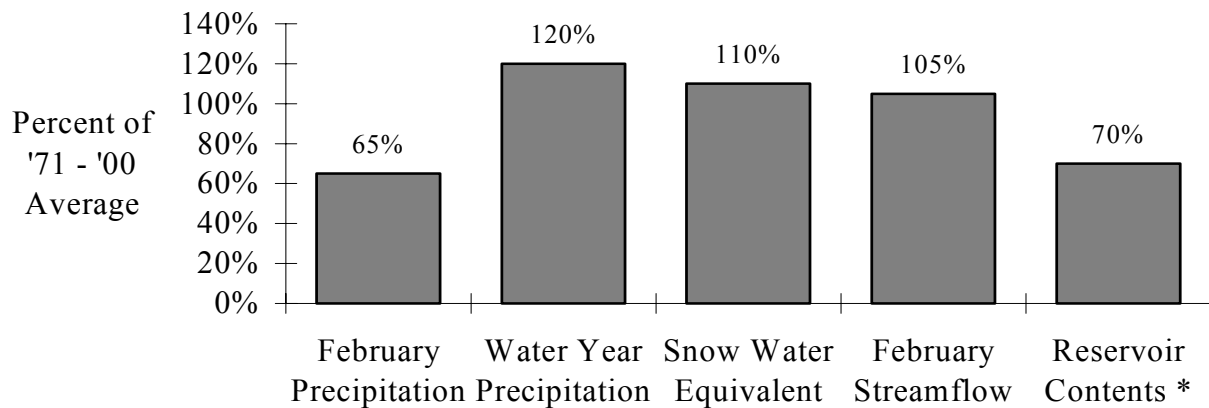 140%
120%
100%
80%
60%
40%
20%
0%
Percent of
'71 - '00
Average
65%
120%
110%
105%
70%
February
Precipitation
Water Year
Precipitation
Snow Water
Equivalent
February
Streamflow
Reservoir
Contents *